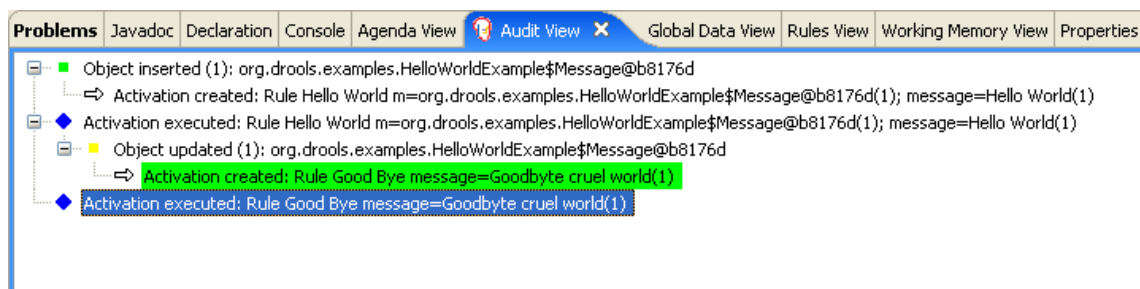 Problems Javadoc Declaration Console Agenda View Audit View Global Data View Rules View Working Memory View Properties
Object inserted (1): org.drools.examples.HelloWorldExample$Message@b8176d
Activation created: Rule Hello World m=org.drools.examples.HelloWorldExample$Message@b8176d(1); message=Hello World(1)
Activation executed: Rule Hello World m=org.drools.examples.HelloWorldExample$Message@b8176d(1); message=Hello World(1)
Object updated (1): org.drools.examples.HelloWorldExample$Message@b8176d
Activation created: Rule Good Bye message=Goodbyte cruel world(1)
Activation executed: Rule Good Bye message=Goodbyte cruel world(1)